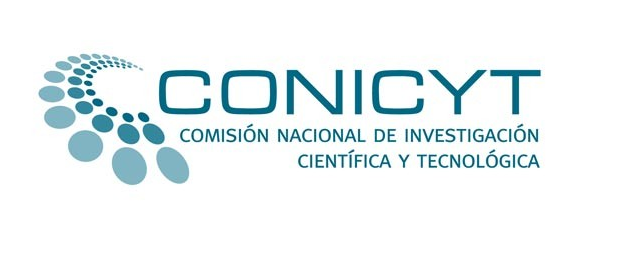 CONICYT
COMISIÓN NACIONAL DE INVESTIGACIÓN
CIENTÍFICA Y TECNOLÓGICA